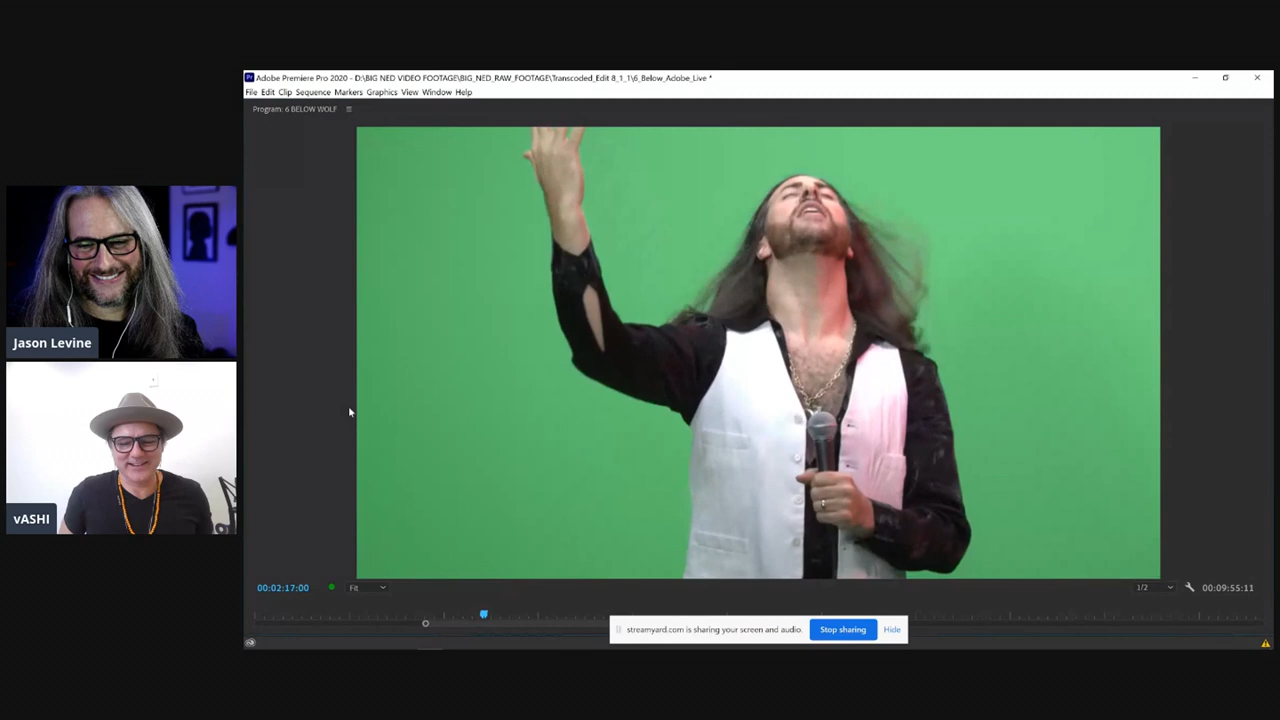 Adobe Premiere Pro 2020 - D:\BIG NED VIDEO FOOTAGE\BIG_NED_RAW_FOOTAGE\Transcoded_Edit 8_1_1\6_Below_Adobe_Live *
File Edit Clip Sequence Markers Graphics View Window Help
Program: 6 BELOW WOLF
Jason Levine
vASHI
00:02:17:00
Fit
1/2
00:09:55:11
streamyard.com is sharing your screen and audio.
Stop sharing
Hide